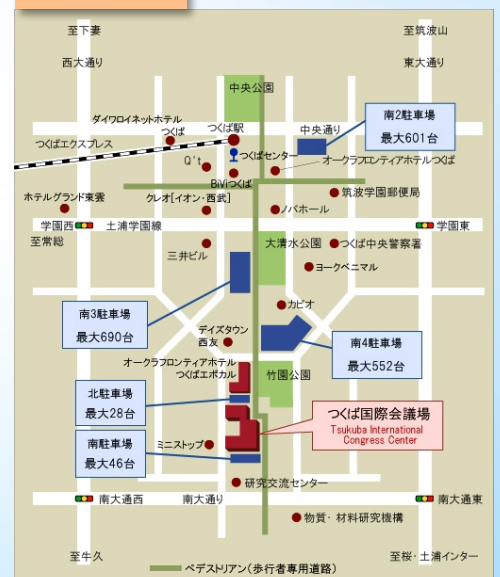 至下妻
至筑波山
西大通り
東大通り
中央公園
南2駐車場
最大601台
ダイワロイネットホテル
つくば
つくば駅
中央通り
つくばエクスプレス
つくばセンター
オークラフロンティアホテルつくば
Q't
BiViつくば
クレオ[イオン・西武]
筑波学園郵便局
ホテルグランド東雲
ノバホール
学園西
土浦学園線
学園東
至常総
大清水公園
つくば中央警察署
三井ビル
ヨークベニマル
南3駐車場
最大690台
カピオ
デイズタウン
西友
南4駐車場
最大552台
オークラフロンティアホテル
つくばエポカル
竹園公園
北駐車場
最大28台
つくば国際会議場
Tsukuba International
Congress Center
南駐車場
最大46台
ミニストップ
研究交流センター
南大通西
南大通り
南大通東
物質・材料研究機構
至牛久
至桜・土浦インター
ペデストリアン(歩行者専用道路)